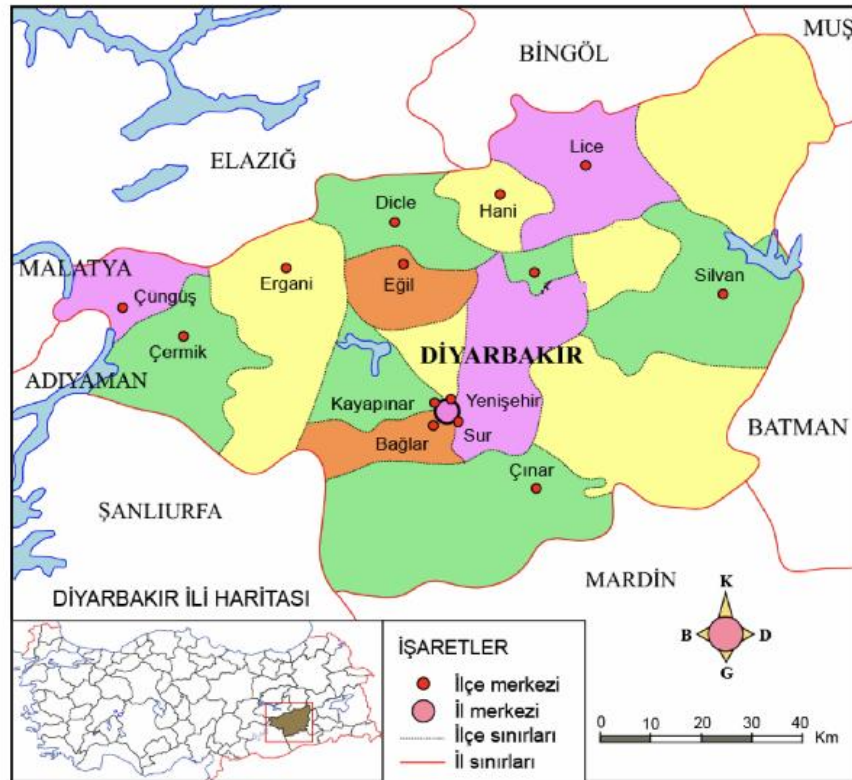 MUŞ
BİNGÖL
ELAZIĞ
Lice
Hani
Dicle
MALATYA
Ergani
Eğil
Silvan
Çüngüş
Çermik
DİYARBAKIR
ADIYAMAN
Kayapınar
Yenişehir
Bağlar
Sur
BATMAN
Çınar
ŞANLIURFA
MARDİN
DİYARBAKIR İLİ HARİTASI
K
B D
G
İŞARETLER
İlçe merkezi
İl merkezi
İlçe sınırları
İl sınırları
0 10 20 30 40 Km